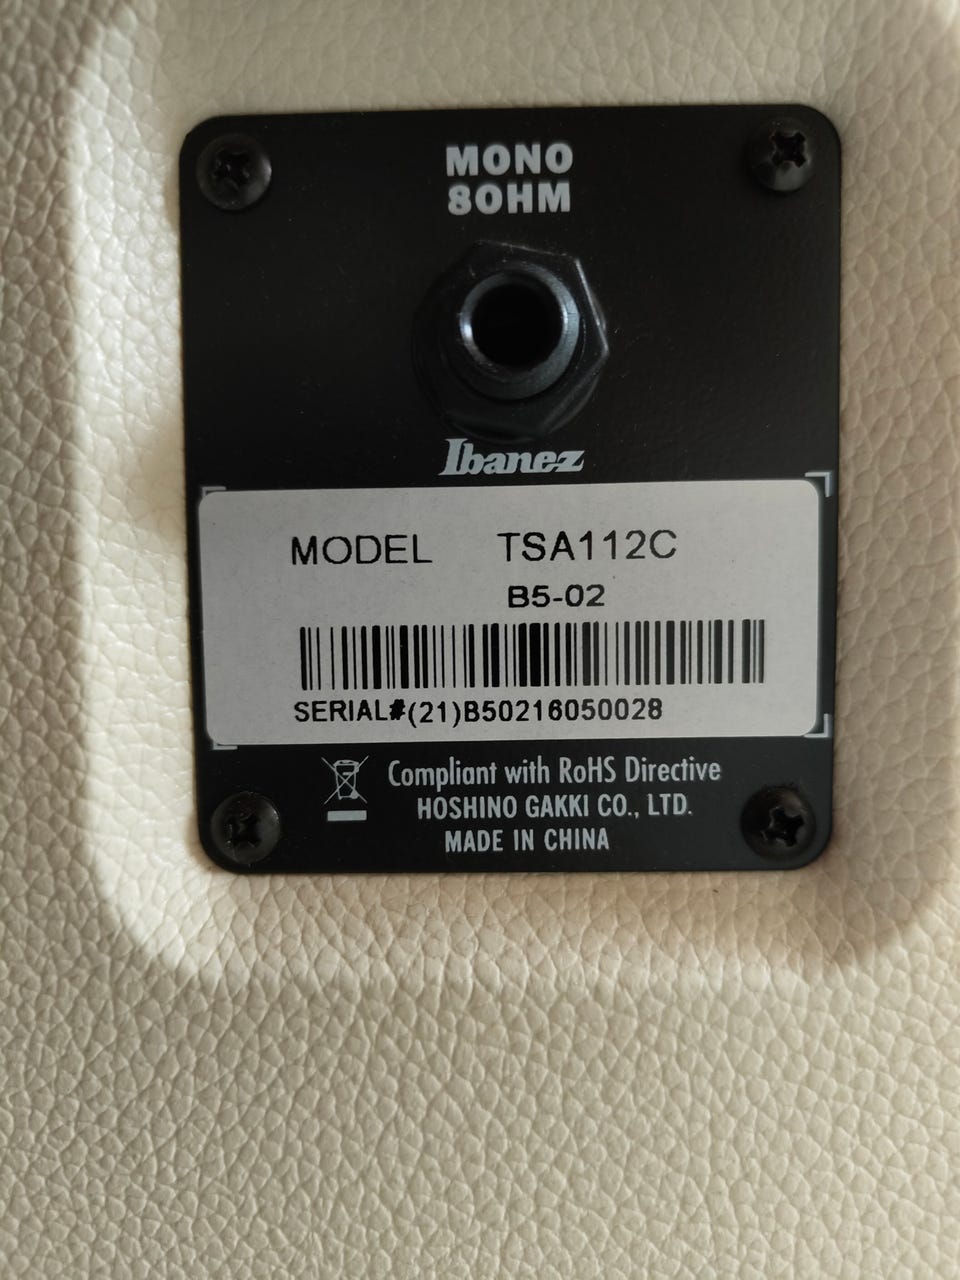 MONO
8OHM
Ibanez
MODEL TSA112C
B5-02
SERIAL#(21)B50216050028
Compliant with RoHS Directive
HOSHINO GAKKI CO., LTD.
MADE IN CHINA